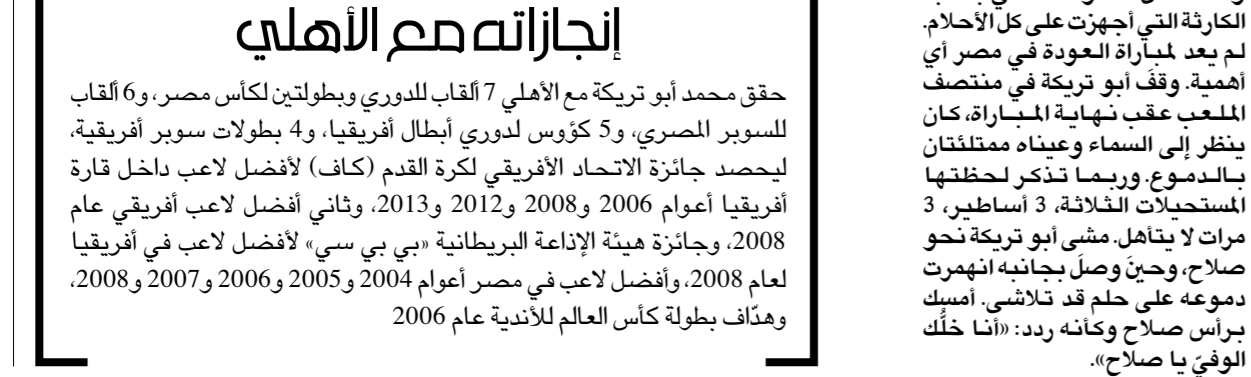 الكارثة التي أجهزت على كل الأحلام.
لم يعد لمباراة العودة في مصر أي
أهمية. وقفَ أبو تريكة في منتصف
الملعب عقب نهاية المباراة، كان
ينظر إلى السماء وعيناه ممتلئتان
بالدموع. وربما تذكر لحظتها
المستحيلات الثلاثة، 3 أساطير، 3
مرات لا يتأهل. مشى أبو تريكة نحو
صلاح، وحينَ وصلَ بجانبه انهمرت
دموعه على حلم قد تلاشى. أمسك
برأس صلاح وكأنه ردد: «أنا خلُّك
الوفيّ يا صلاح».
إنجازاته مع الأهلي
حقق محمد أبو تريكة مع الأهلي 7 ألقاب للدوري وبطولتين لكأس مصر، و6 ألقاب
للسوبر المصري، و5 كؤوس لدوري أبطال أفريقيا، و4 بطولات سوبر أفريقية،
ليحصد جائزة الاتحاد الأفريقي لكرة القدم (كاف) لأفضل لاعب داخل قارة
أفريقيا أعوام 2006 و2008 و2012 و2013، وثاني أفضل لاعب أفريقي عام
2008، وجائزة هيئة الإذاعة البريطانية «بي بي سي» لأفضل لاعب في أفريقيا
لعام 2008، وأفضل لاعب في مصر أعوام 2004 و2005 و2006 و2007 و2008،
وهدّاف بطولة كأس العالم للأندية عام 2006